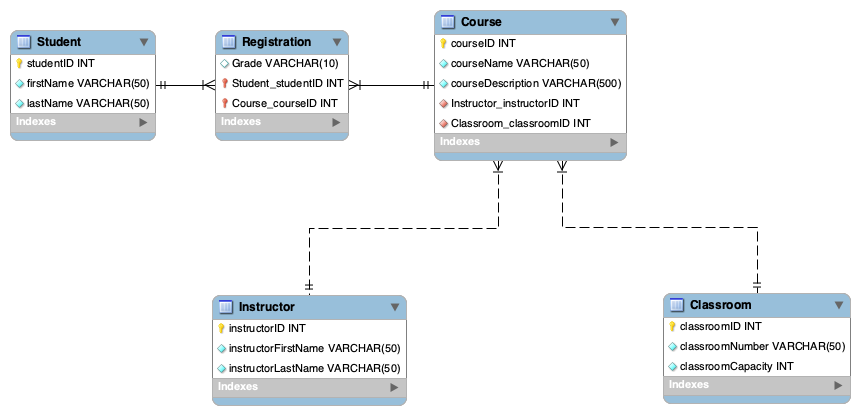 Student
studentID INT
firstName VARCHAR(50)
lastName VARCHAR(50)
Indexes
Registration
Grade VARCHAR(10)
Student_studentID INT
Course_courseID INT
Indexes
Course
courseID INT
courseName VARCHAR(50)
courseDescription VARCHAR(500)
Instructor_instructorID INT
Classroom_classroomID INT
Indexes
Instructor
instructorID INT
instructorFirstName VARCHAR(50)
instructorLastName VARCHAR(50)
Indexes
Classroom
classroomID INT
classroomNumber VARCHAR(50)
classroomCapacity INT
Indexes